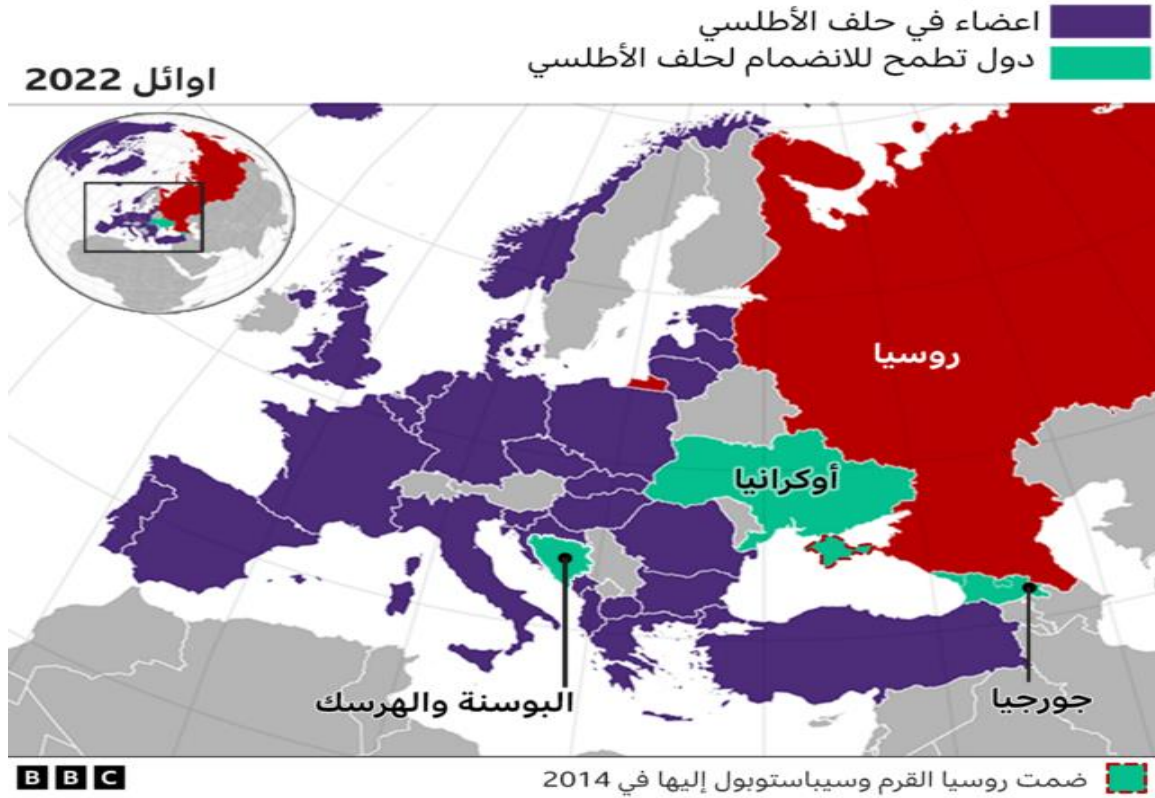 اعضاء في حلف الأطلسي
دول تطمح للانضمام لحلف الأطلسي
اوائل 2022
روسيا
أوكرانيا
البوسنة والهرسك
جورجيا
ضمت روسيا القرم وسيباستوبول إليها في 2014
BBC